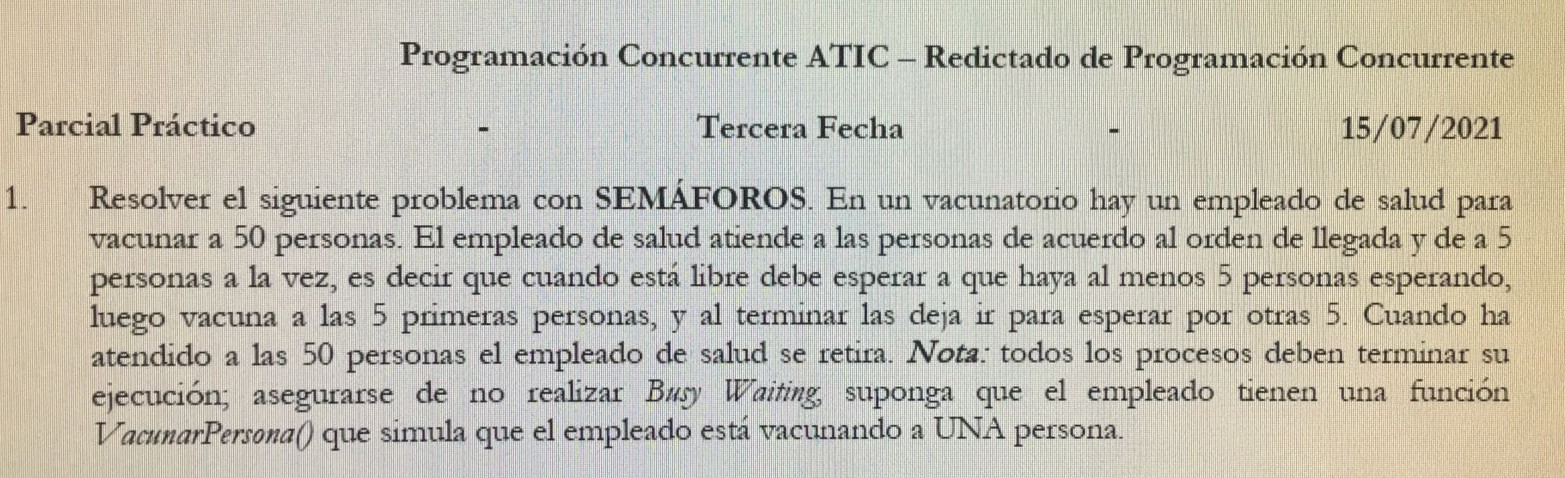 Programación Concurrente ATIC – Redictado de Programación Concurrente
Parcial Práctico - Tercera Fecha - 15/07/2021
1. Resolver el siguiente problema con SEMÁFOROS. En un vacunatorio hay un empleado de salud para
vacunar a 50 personas. El empleado de salud atiende a las personas de acuerdo al orden de llegada y de a 5
personas a la vez, es decir que cuando está libre debe esperar a que haya al menos 5 personas esperando,
luego vacuna a las 5 primeras personas, y al terminar las deja ir para esperar por otras 5. Cuando ha
atendido a las 50 personas el empleado de salud se retira. Nota: todos los procesos deben terminar su
ejecución; asegurarse de no realizar Busy Waiting, suponga que el empleado tienen una función
VacunarPersona() que simula que el empleado está vacunando a UNA persona.